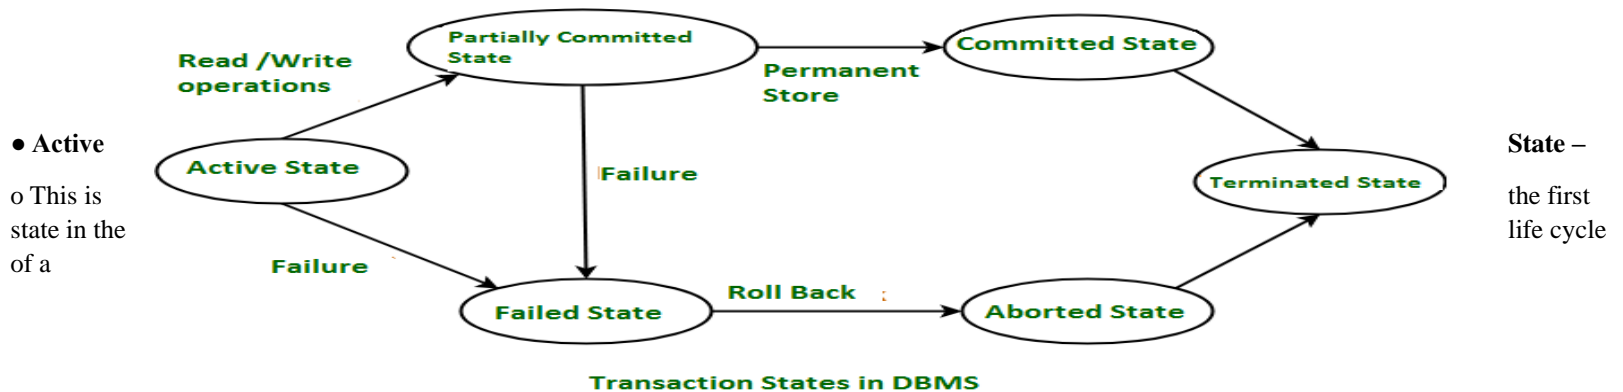 Partially Committed
State
Committed State
Read /Write
operations
Permanent
Store
● Active State –
Active State
Failure
Terminated State
o This is the first
state in the life cycle
of a
Failure
Roll Back
Failed State
Aborted State
Transaction States in DBMS